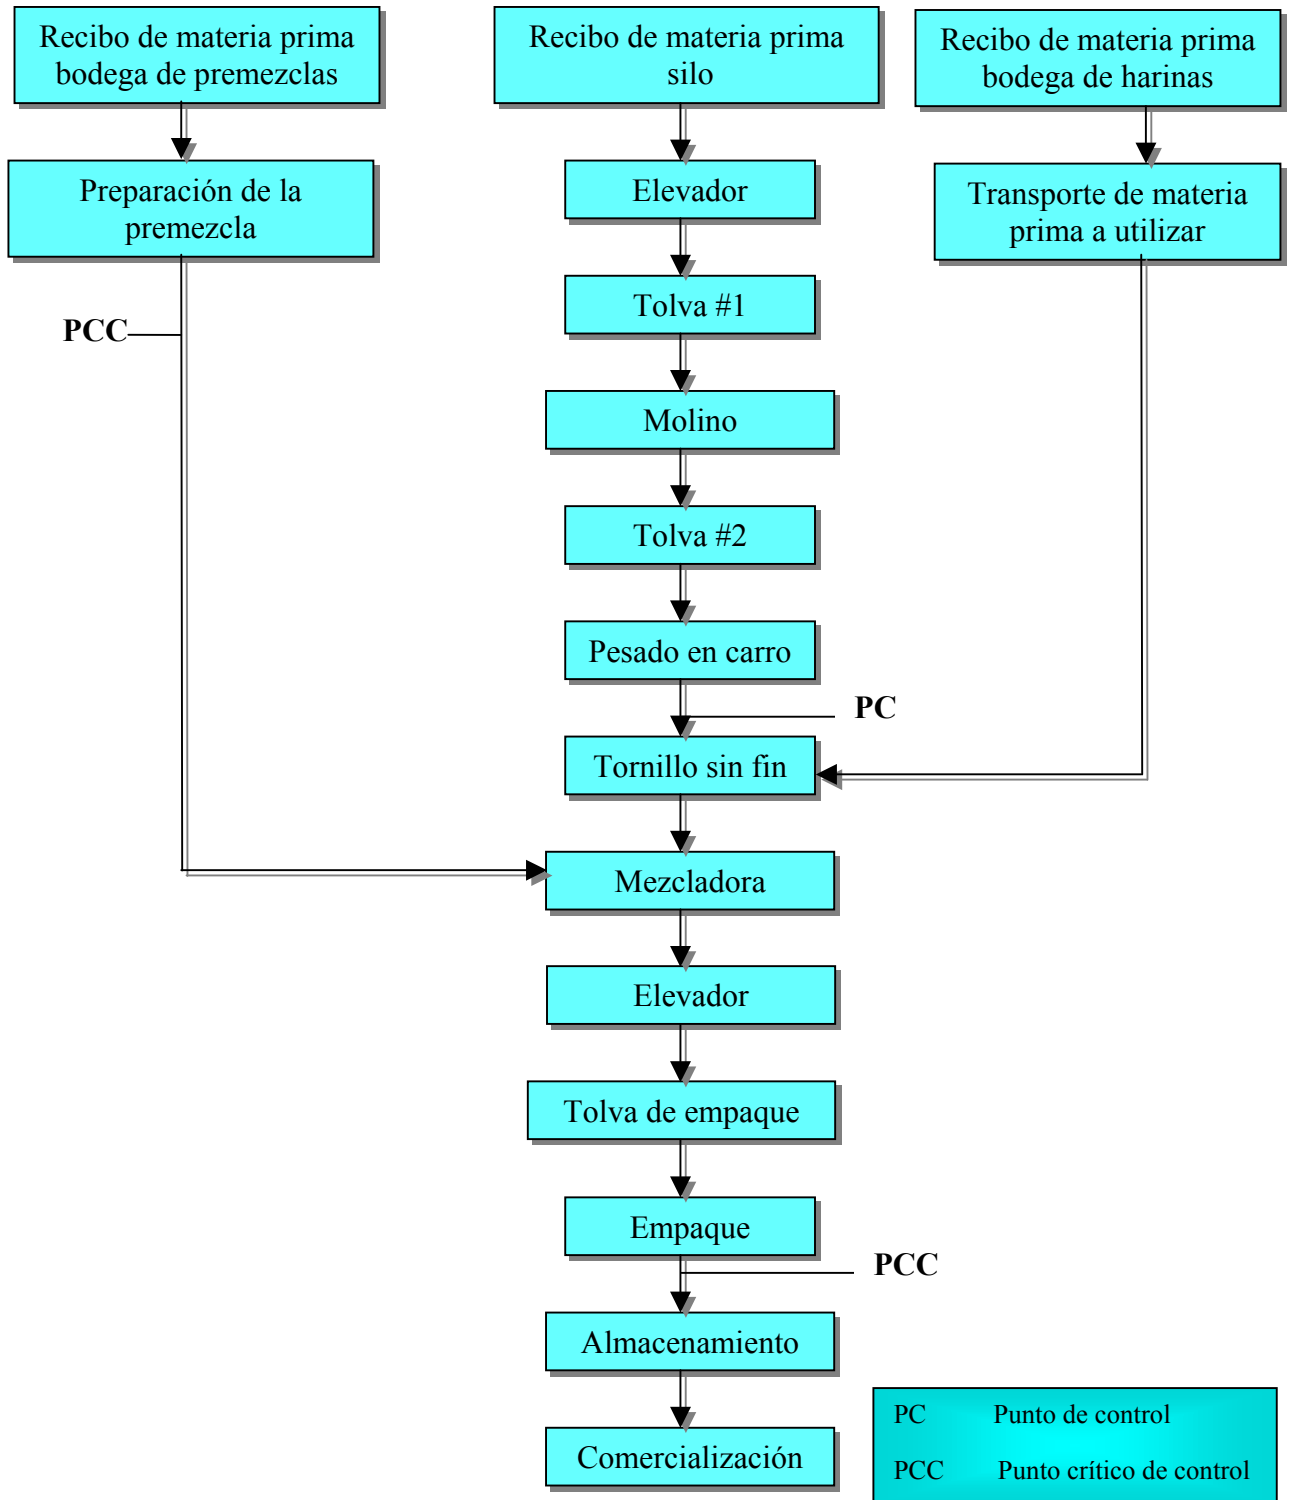 Recibo de materia prima
bodega de premezclas
Recibo de materia prima
silo
Recibo de materia prima
bodega de harinas
Preparación de la
premezcla
Elevador
Transporte de materia
prima a utilizar
Tolva #1
PCC
Molino
Tolva #2
Pesado en carro
PC
Tornillo sin fin
Mezcladora
Elevador
Tolva de empaque
Empaque
PCC
Almacenamiento
Comercialización
PC Punto de control
PCC Punto crítico de control